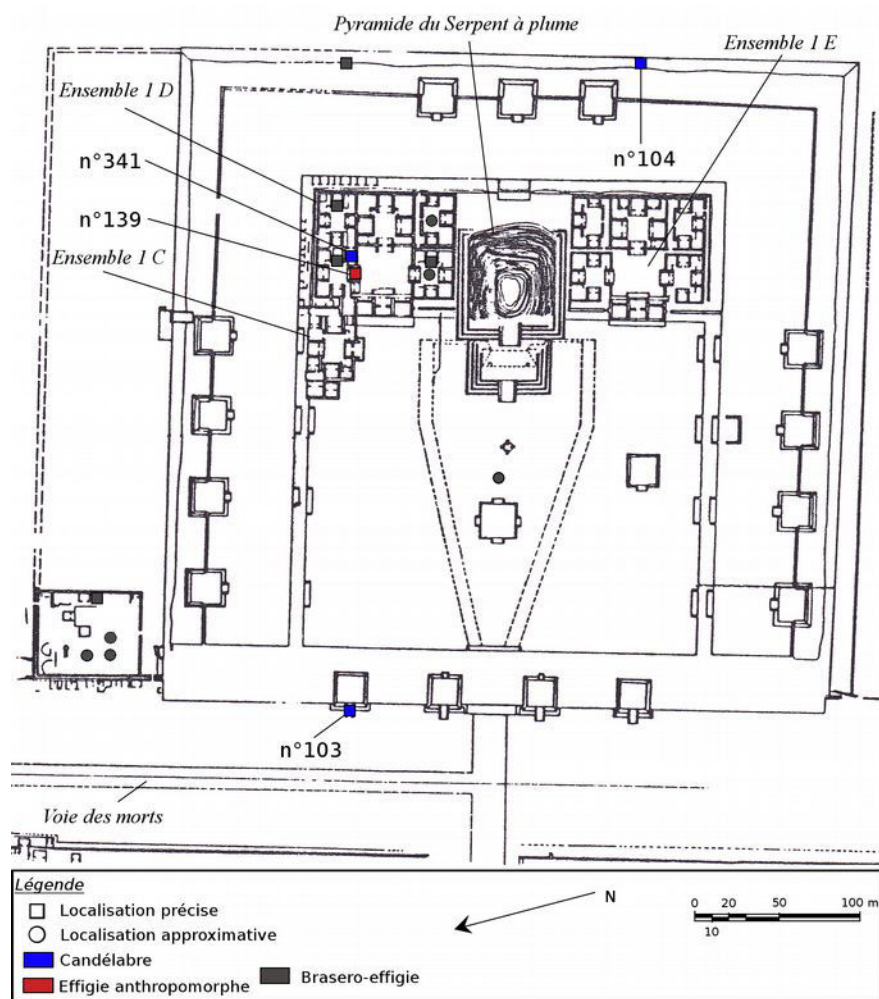 Pyramide du Serpent à plume
Ensemble 1 E
Ensemble 1 D
n°341
n°104
n°139
Ensemble 1 C
n°103
Voie des morts
Légende
Localisation précise
Localisation approximative
Candélabre
Effigie anthropomorphe
Brasero-effigie
N
0 20 50 100 m
10